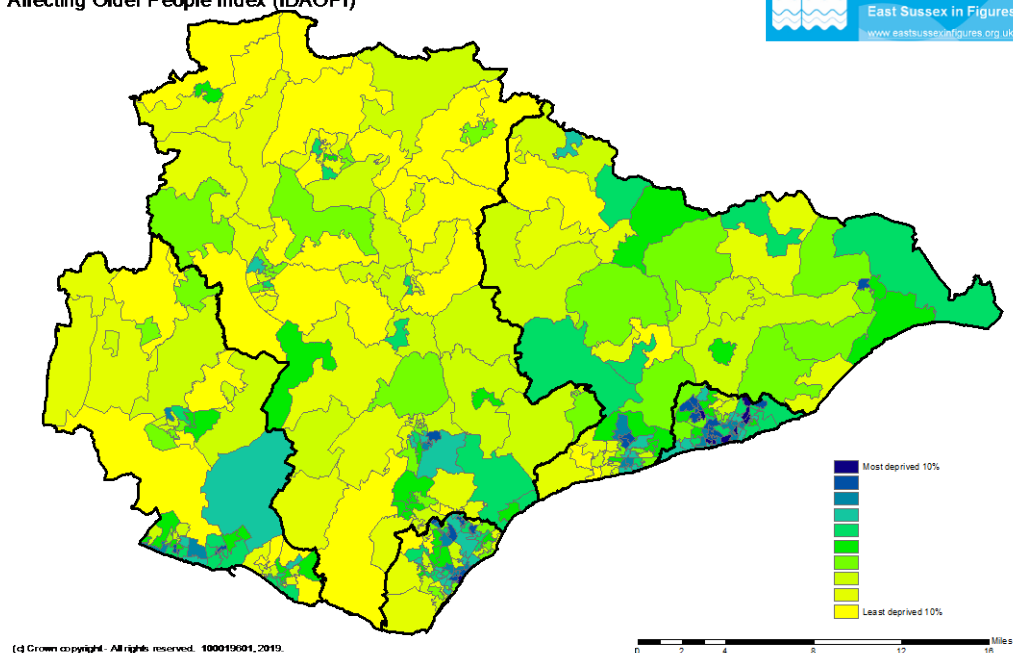 Affecting Older People Index (IDAOPI)
East Sussex in Figures
www.eastsussexinfigures.org.uk
Most deprived 10%
Least deprived 10%
Miles
0 2 4 8 12 16
(c) Crown copyright - All rights reserved. 100019601, 2019.